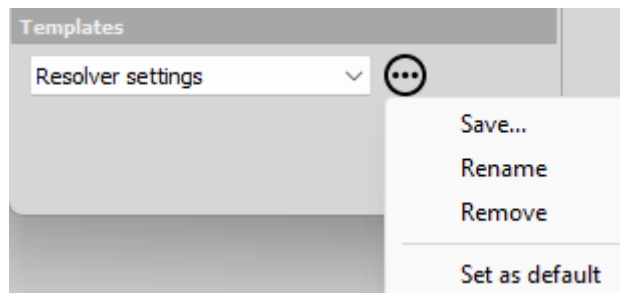 Templates
Resolver settings
Save...
Rename
Remove
Set as default